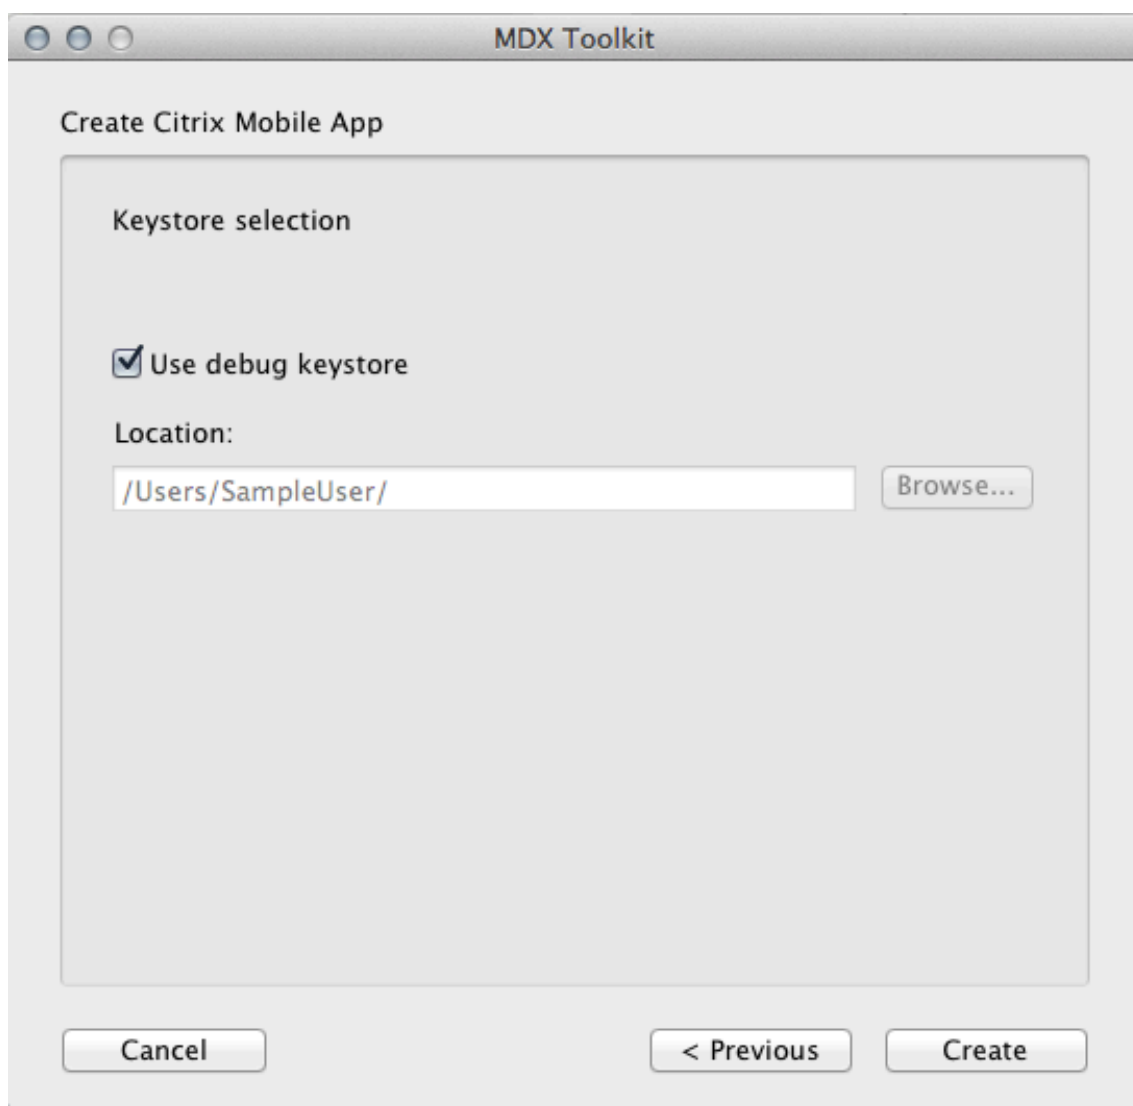 MDX Toolkit
Create Citrix Mobile App
Keystore selection
Use debug keystore
Location:
/Users/SampleUser/ Browse...
Cancel < Previous Create